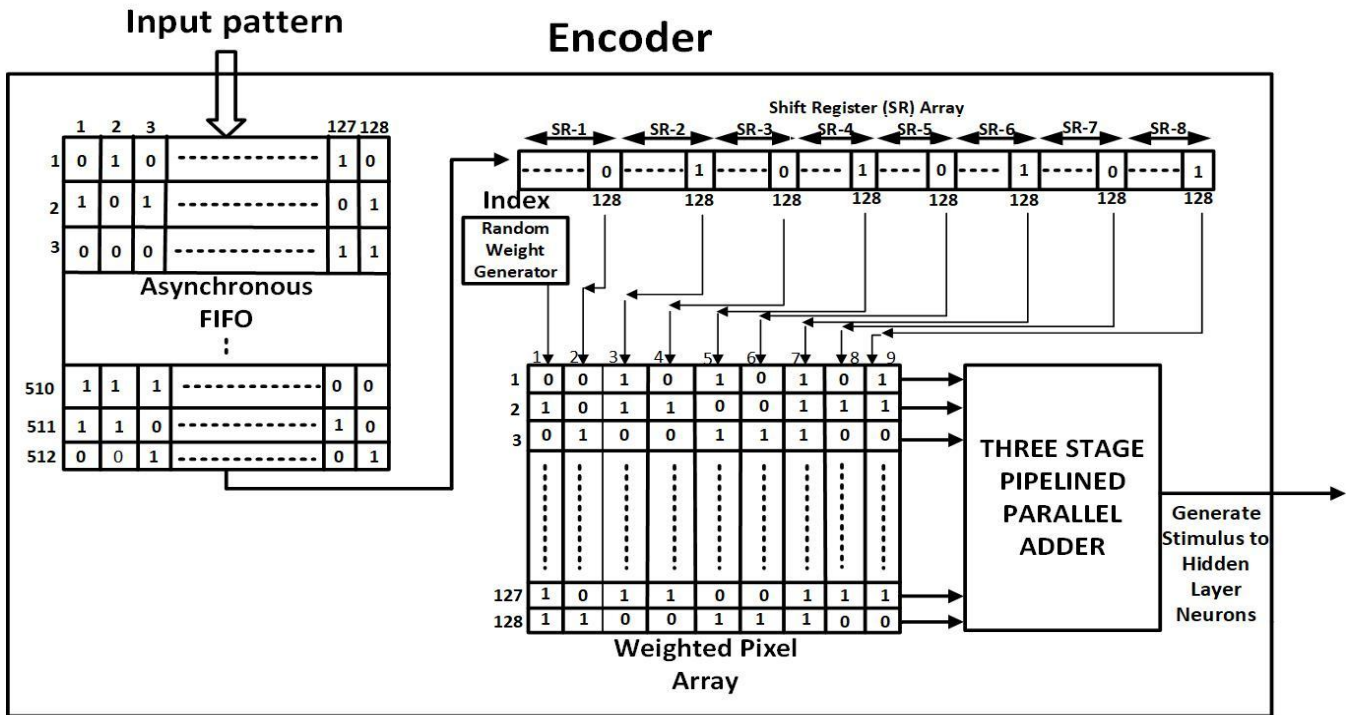 Input pattern
Encoder
1 2 3 127 128
1 0 1 0 1 0
2 1 0 1 0 1
3 0 0 0 1 1
Asynchronous
FIFO
510 1 1 1 0 0
511 1 1 0 1 0
512 0 0 1 0 1
Shift Register (SR) Array
SR-1 SR-2 SR-3 SR-4 SR-5 SR-6 SR-7 SR-8
0 1 0 1 0 1 0 1
Index 128 128 128 128 128 128 128 128
Random
Weight
Generator
1 2 3 4 5 6 7 8 9
1 0 0 1 0 1 0 1 0 1
2 1 0 1 1 0 0 1 1 1
3 0 1 0 0 1 1 1 0 0
127 1 0 1 1 0 0 1 1 1
128 1 1 0 0 1 1 1 0 0
Weighted Pixel
Array
THREE STAGE
PIPELINED
PARALLEL
ADDER
Generate
Stimulus to
Hidden
Layer
Neurons